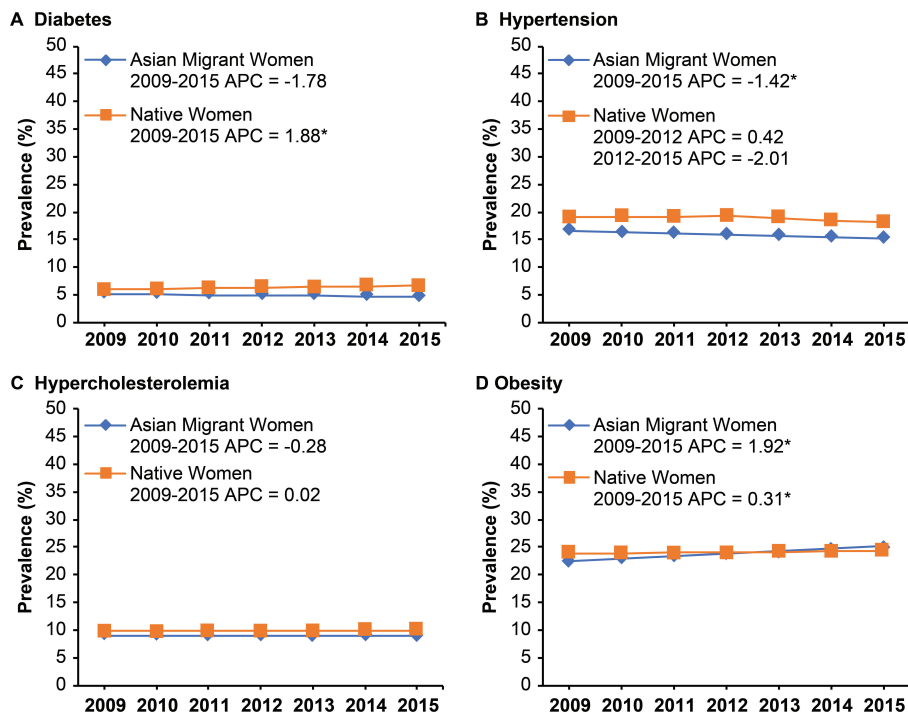 A Diabetes
Prevalence (%)
50
45
40
35
30
25
20
15
10
5
0
Asian Migrant Women
2009-2015 APC = -1.78
Native Women
2009-2015 APC = 1.88*
2009 2010 2011 2012 2013 2014 2015
B Hypertension
Prevalence (%)
50
45
40
35
30
25
20
15
10
5
0
Asian Migrant Women
2009-2015 APC = -1.42*
Native Women
2009-2012 APC = 0.42
2012-2015 APC = -2.01
2009 2010 2011 2012 2013 2014 2015
C Hypercholesterolemia
Prevalence (%)
50
45
40
35
30
25
20
15
10
5
0
Asian Migrant Women
2009-2015 APC = -0.28
Native Women
2009-2015 APC = 0.02
2009 2010 2011 2012 2013 2014 2015
D Obesity
Prevalence (%)
50
45
40
35
30
25
20
15
10
5
0
Asian Migrant Women
2009-2015 APC = 1.92*
Native Women
2009-2015 APC = 0.31*
2009 2010 2011 2012 2013 2014 2015